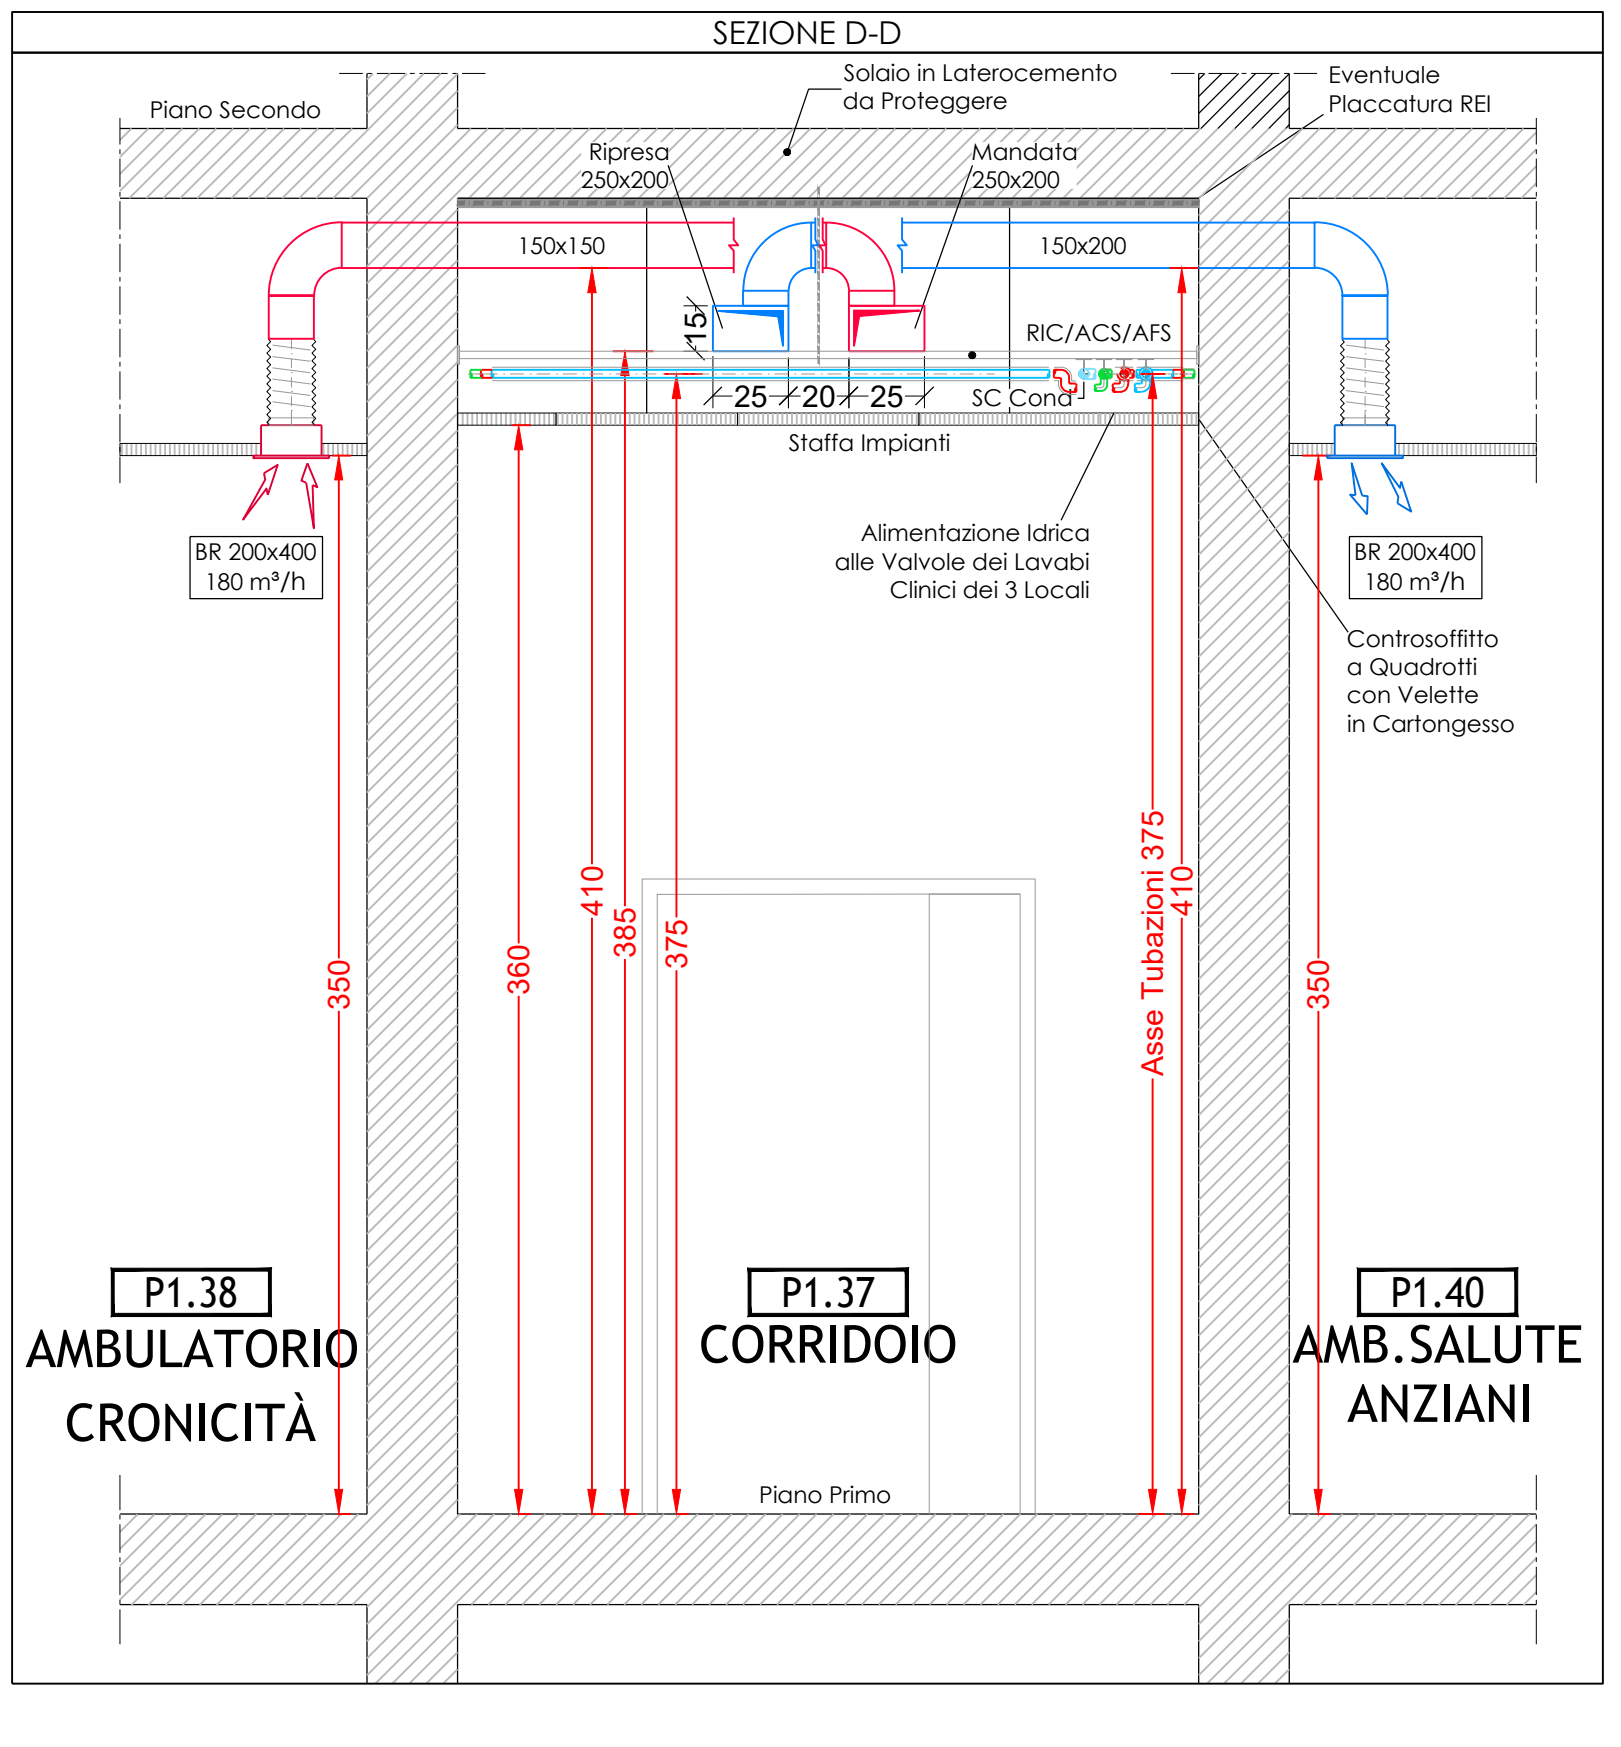 SEZIONE D-D
Piano Secondo
Solaio in Laterocemento
da Proteggere
Eventuale
Placcatura REI
Ripresa
250x200
Mandata
250x200
150x150
150x200
15
RIC/ACS/AFS
25
20
25
SC Cond
Staffa Impianti
Alimentazione Idrica
alle Valvole dei Lavabi
Clinici dei 3 Locali
BR 200x400
180 m³/h
BR 200x400
180 m³/h
Controsoffitto
a Quadrotti
con Velette
in Cartongesso
350
360
410
385
375
Asse Tubazioni 375
410
350
P1.38
AMBULATORIO
CRONICITÀ
P1.37
CORRIDOIO
P1.40
AMB.SALUTE
ANZIANI
Piano Primo